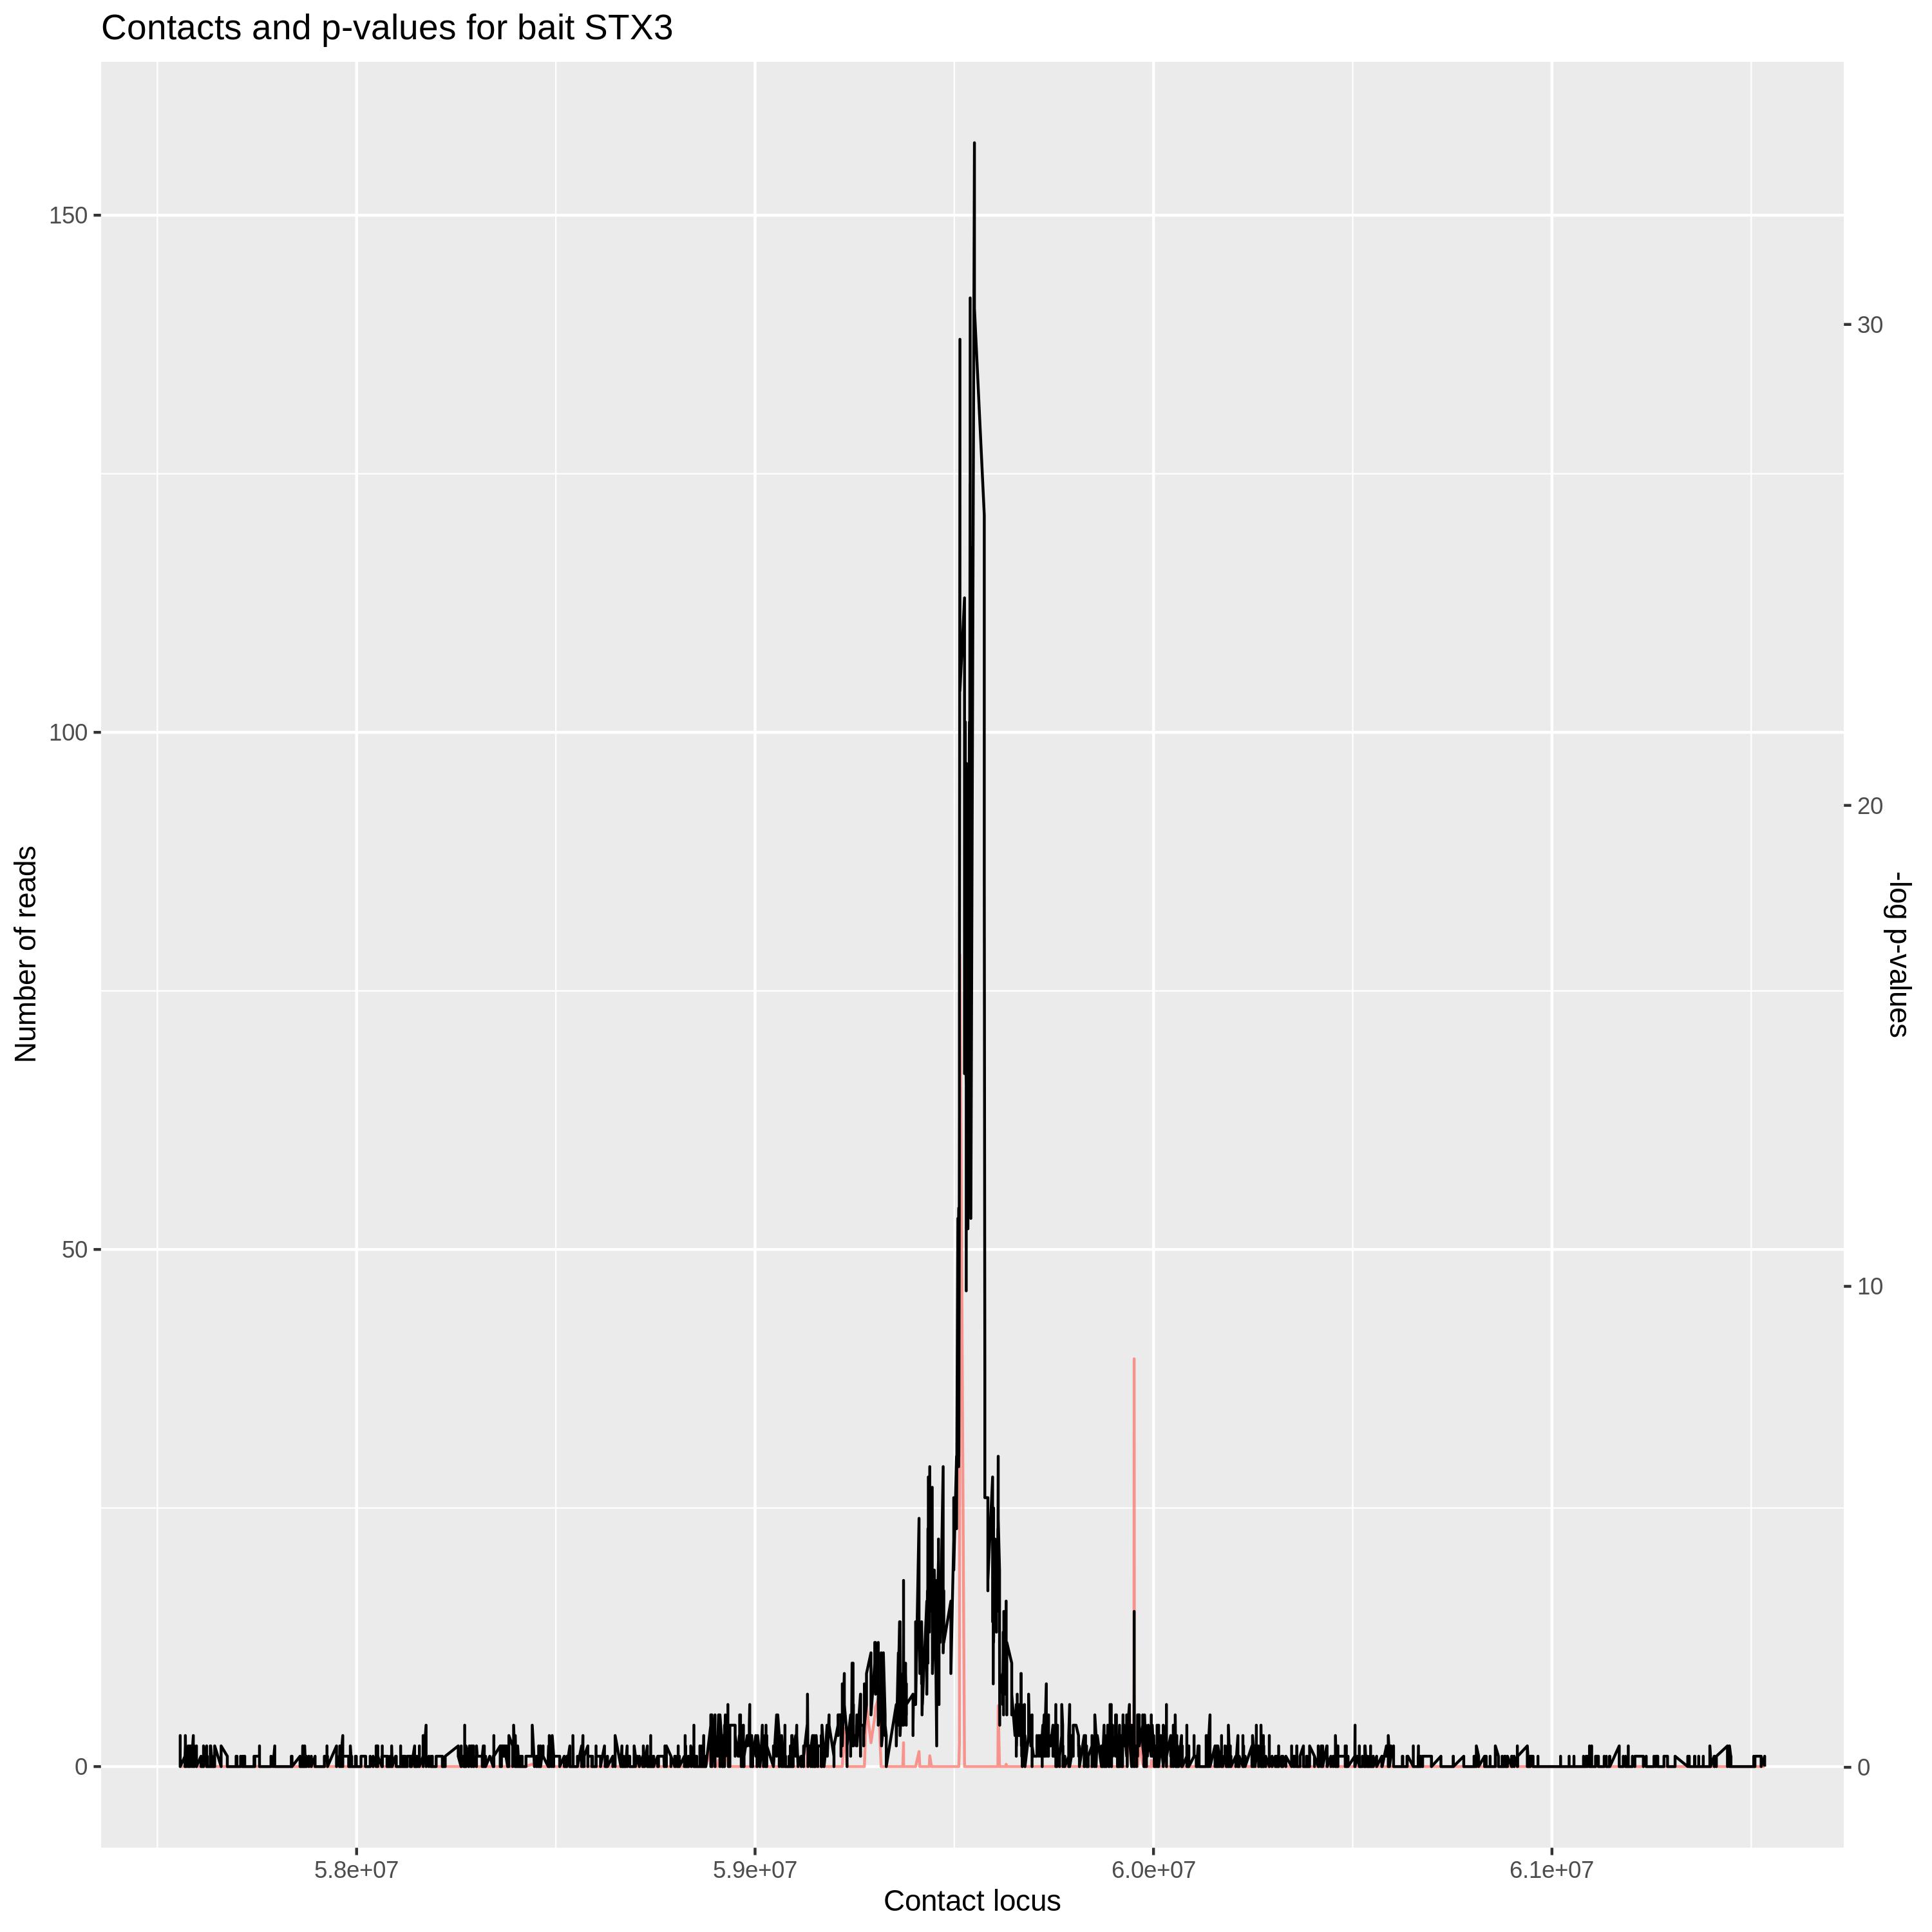 Contacts and p-values for bait STX3
150
100
50
0
Number of reads
30
20
10
0
-log p-values
5.8e+07
5.9e+07
6.0e+07
6.1e+07
Contact locus